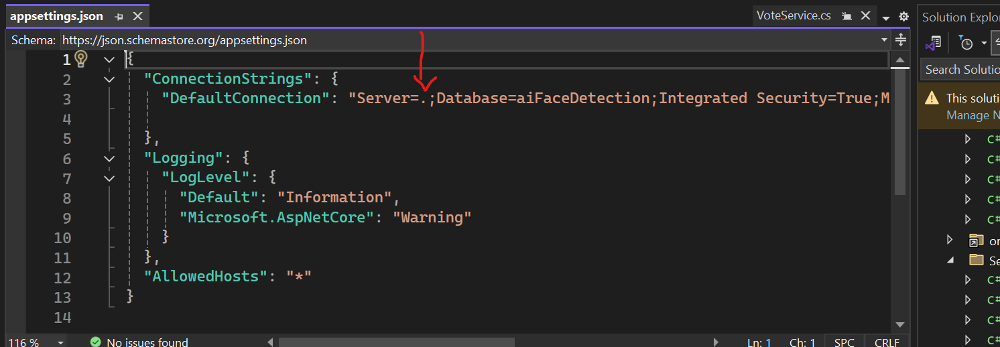 appsettings.json
VoteService.cs
Solution Explo
Schema: https://json.schemastore.org/appsettings.json
Search Solutio
This soluti
Manage N
1 {
2 "ConnectionStrings": {
3 "DefaultConnection": "Server=.;Database=aiFaceDetection;Integrated Security=True;M
4
5 },
6 "Logging": {
7 "LogLevel": {
8 "Default": "Information",
9 "Microsoft.AspNetCore": "Warning"
10 }
11 },
12 "AllowedHosts": "*"
13 }
14
C#
C#
C#
C#
C#
or
Se
C#
C#
C#
C#
116 % No issues found Ln: 1 Ch: 1 SPC CRLF